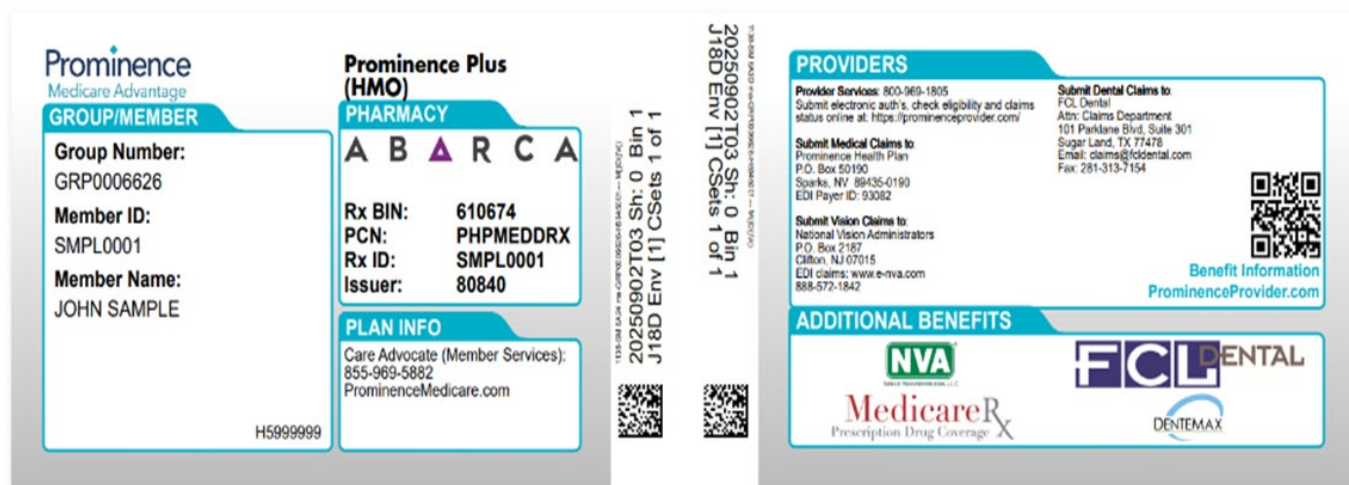 Prominence
Medicare Advantage
Prominence Plus
(HMO)
GROUP/MEMBER
Group Number:
GRP0006626
Member ID:
SMPL0001
Member Name:
JOHN SAMPLE
H5999999
PHARMACY
ABARCA
Rx BIN: 610674
PCN: PHPMEDDRX
Rx ID: SMPL0001
Issuer: 80840
PLAN INFO
Care Advocate (Member Services):
855-969-5882
ProminenceMedicare.com
20250902T03 Sh: 0 Bin 1
J18D Env [1] CSets 1 of 1
20250902T03 Sh: 0 Bin 1
J18D Env [1] CSets 1 of 1
PROVIDERS
Provider Services: 800-969-1805
Submit electronic auth's, check eligibility and claims
status online at: https://prominenceprovider.com/
Submit Medical Claims to:
Prominence Health Plan
P.O. Box 50190
Sparks, NV 89435-0190
EDI Payer ID: 93082
Submit Vision Claims to:
National Vision Administrators
P.O. Box 2187
Clifton, NJ 07015
EDI claims: www.e-nva.com
888-572-1842
Submit Dental Claims to:
FCL Dental
Attn: Claims Department
101 Parklane Blvd, Suite 301
Sugar Land, TX 77478
Email: claims@fcldental.com
Fax: 281-313-7154
Benefit Information
ProminenceProvider.com
ADDITIONAL BENEFITS
NVA
FCL DENTAL
MedicareRx
Prescription Drug Coverage
DENTEMAX